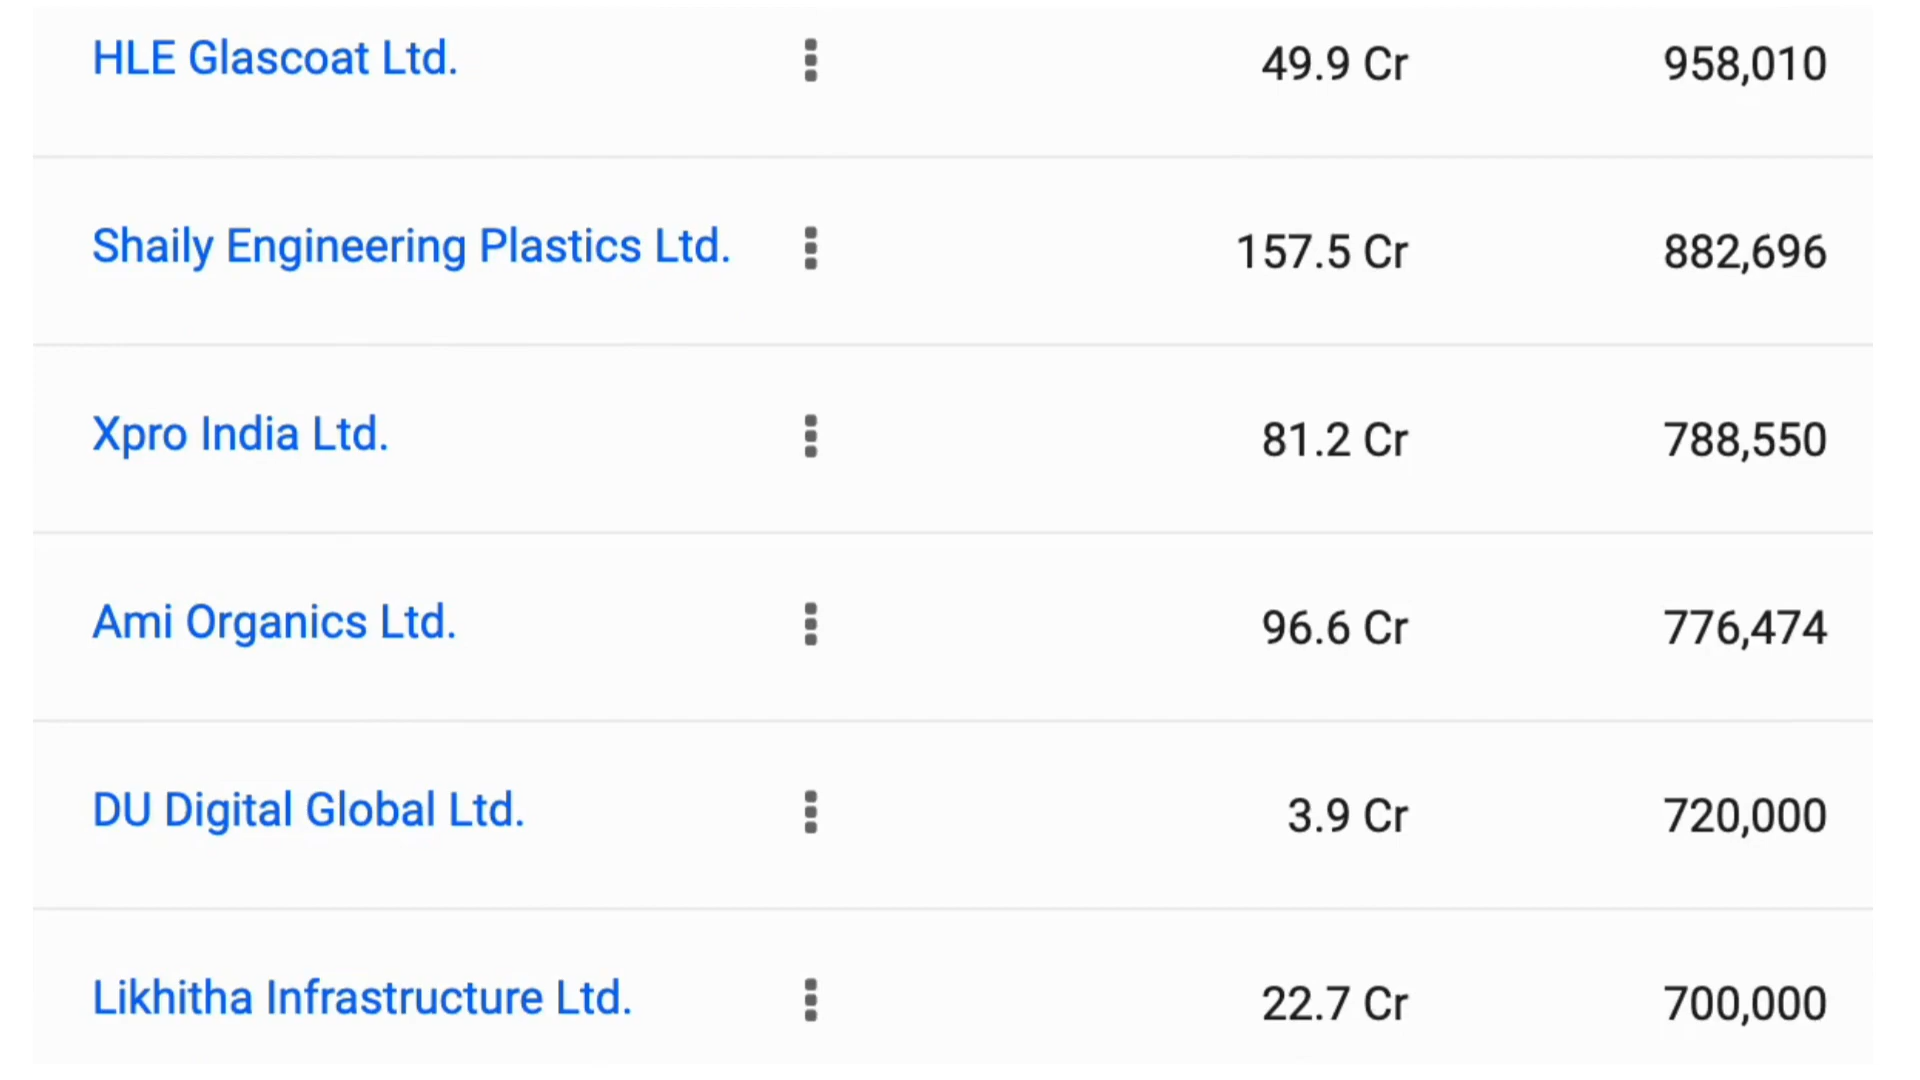 HLE Glascoat Ltd. 49.9 Cr 958,010
Shaily Engineering Plastics Ltd. 157.5 Cr 882,696
Xpro India Ltd. 81.2 Cr 788,550
Ami Organics Ltd. 96.6 Cr 776,474
DU Digital Global Ltd. 3.9 Cr 720,000
Likhitha Infrastructure Ltd. 22.7 Cr 700,000